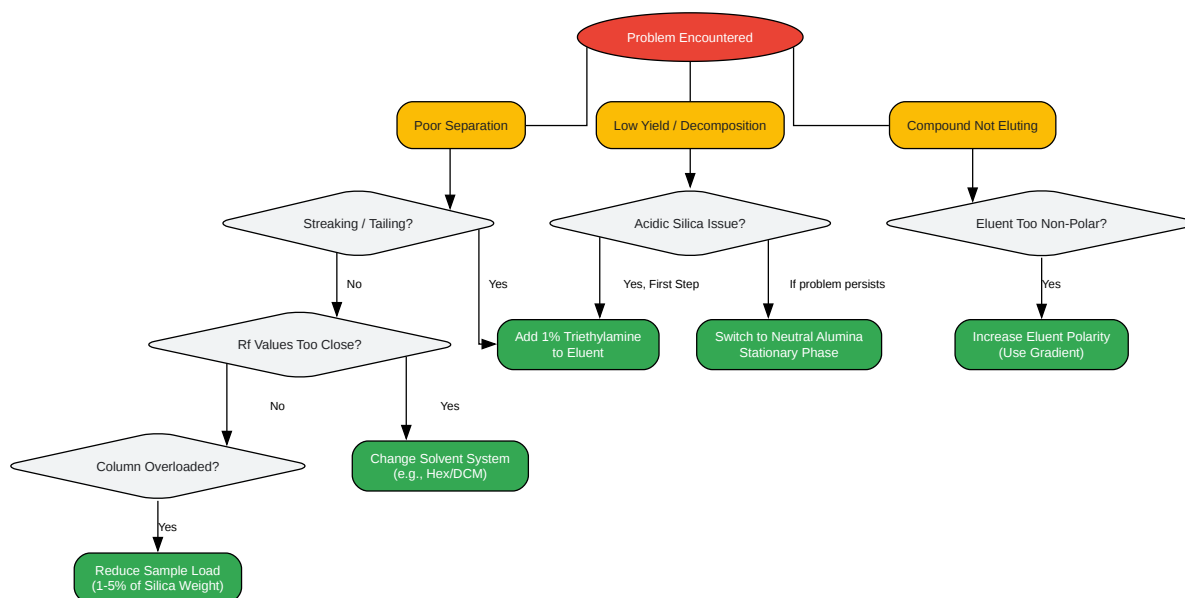 Problem Encountered
Poor Separation
Low Yield / Decomposition
Compound Not Eluting
Streaking / Tailing?
Acidic Silica Issue?
Eluent Too Non-Polar?
No
Yes
Yes, First Step
If problem persists
Yes
Rf Values Too Close?
Add 1% Triethylamine
to Eluent
Switch to Neutral Alumina
Stationary Phase
Increase Eluent Polarity
(Use Gradient)
No
Yes
Column Overloaded?
Change Solvent System
(e.g., Hex/DCM)
Yes
Reduce Sample Load
(1-5% of Silica Weight)